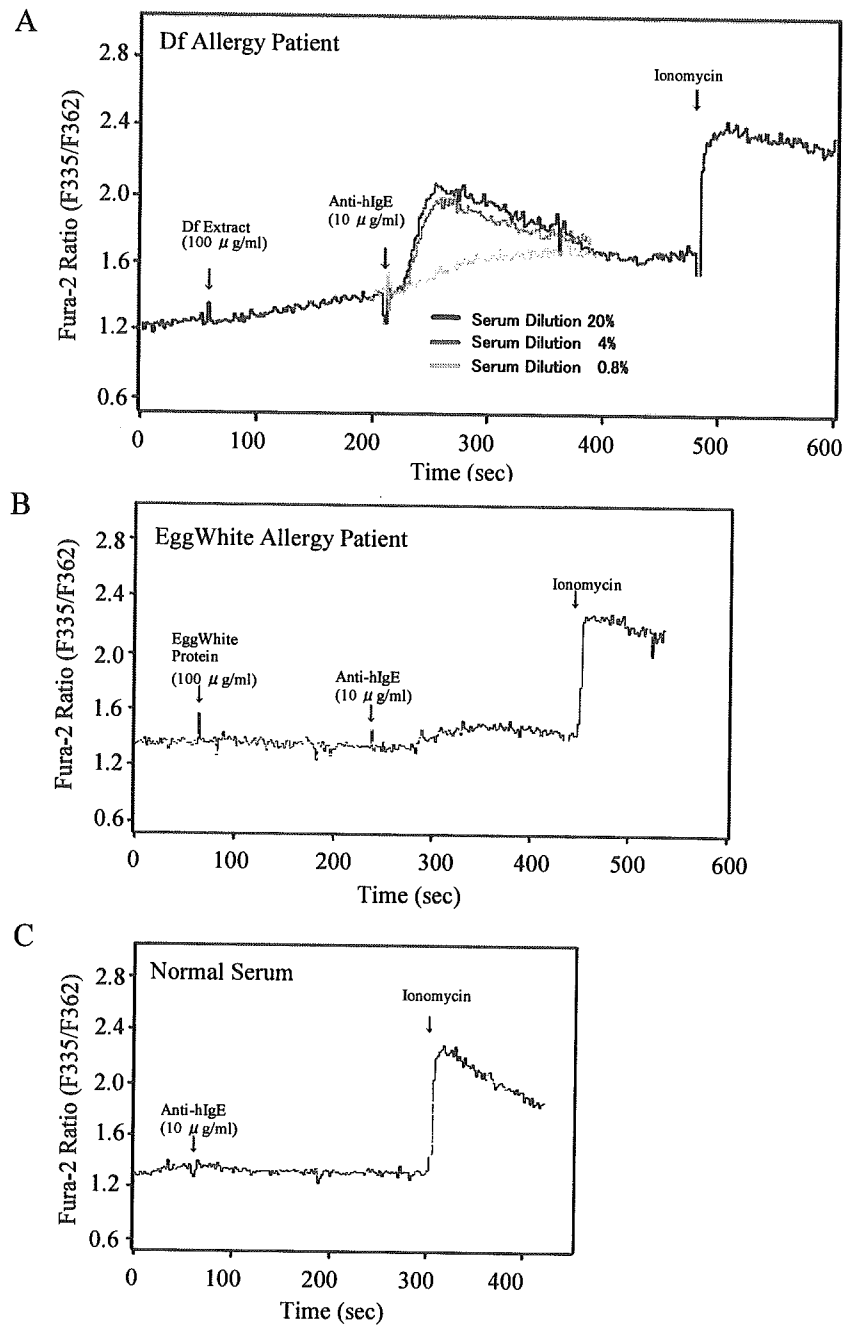 A
Df Allergy Patient
Fura-2 Ratio (F335/F362)
2.8
2.4
2.0
1.6
1.2
0.6
Ionomycin
Anti-hIgE
(10 μg/ml)
Df Extract
(100 μg/ml)
Serum Dilution 20%
Serum Dilution 4%
Serum Dilution 0.8%
0 100 200 300 400 500 600
Time (sec)
B
EggWhite Allergy Patient
Fura-2 Ratio (F335/F362)
2.8
2.4
2.0
1.6
1.2
0.6
Ionomycin
EggWhite
Protein
(100 μg/ml)
Anti-hIgE
(10 μg/ml)
0 100 200 300 400 500 600
Time (sec)
C
Normal Serum
Fura-2 Ratio (F335/F362)
2.8
2.4
2.0
1.6
1.2
0.6
Ionomycin
Anti-hIgE
(10 μg/ml)
0 100 200 300 400
Time (sec)